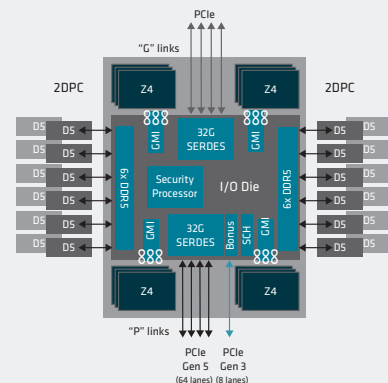 PCIe
"G" links
2DPC
2DPC
Z4
Z4
GMI
32G
SERDES
GMI
D5
D5
D5
D5
D5
D5
D5
D5
D5
D5
D5
D5
6x DDR5
Security
Processor
I/O Die
6x DDR5
D5
D5
D5
D5
D5
D5
D5
D5
D5
D5
D5
D5
GMI
32G
SERDES
Bonus
SCH
GMI
Z4
Z4
"P" links
PCIe
Gen 5
(64 lanes)
PCIe
Gen 3
(8 lanes)